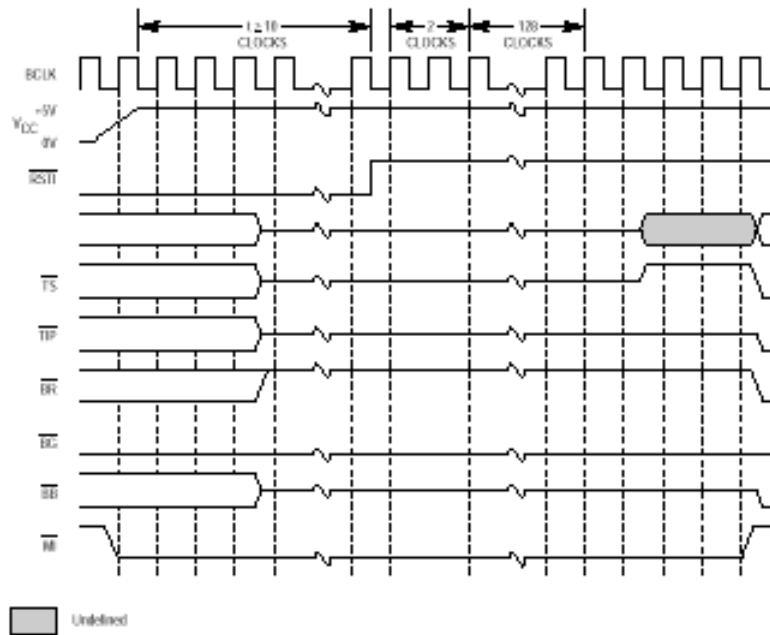 t ≥ 10
CLOCKS
2
CLOCKS
128
CLOCKS
BCLK
+5V
VCC
0V
RSTI
TS
TIP
BR
BG
BB
MI
Undefined